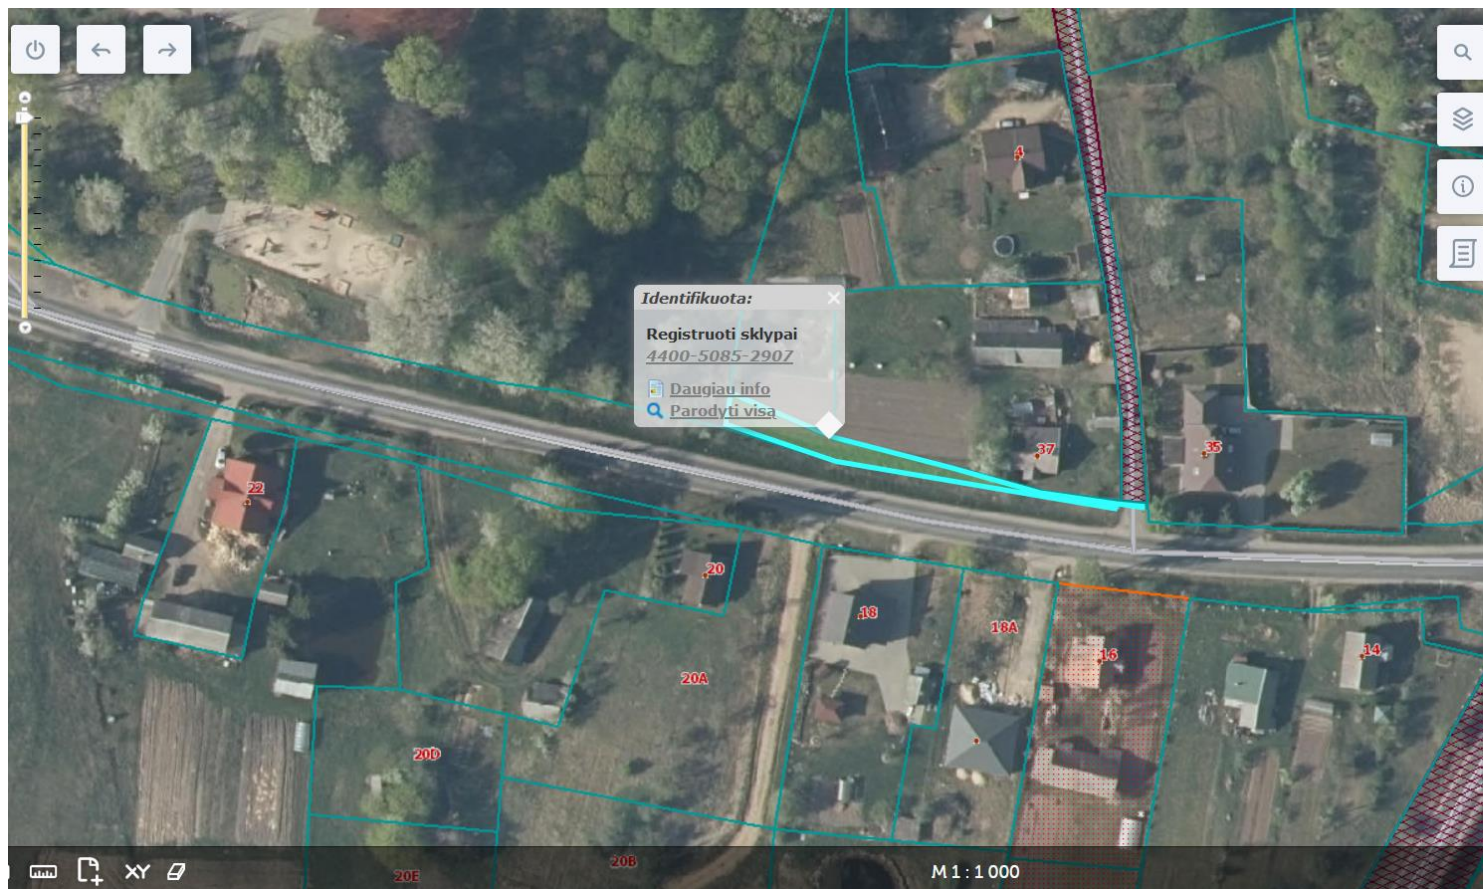 4
Identifikuota:
Registruoti sklypai
4400-5085-2907
Daugiau info
Parodyti visą
37
35
22
20
18
18A
16
14
20A
20D
20B
20E
XY
M 1 : 1 000